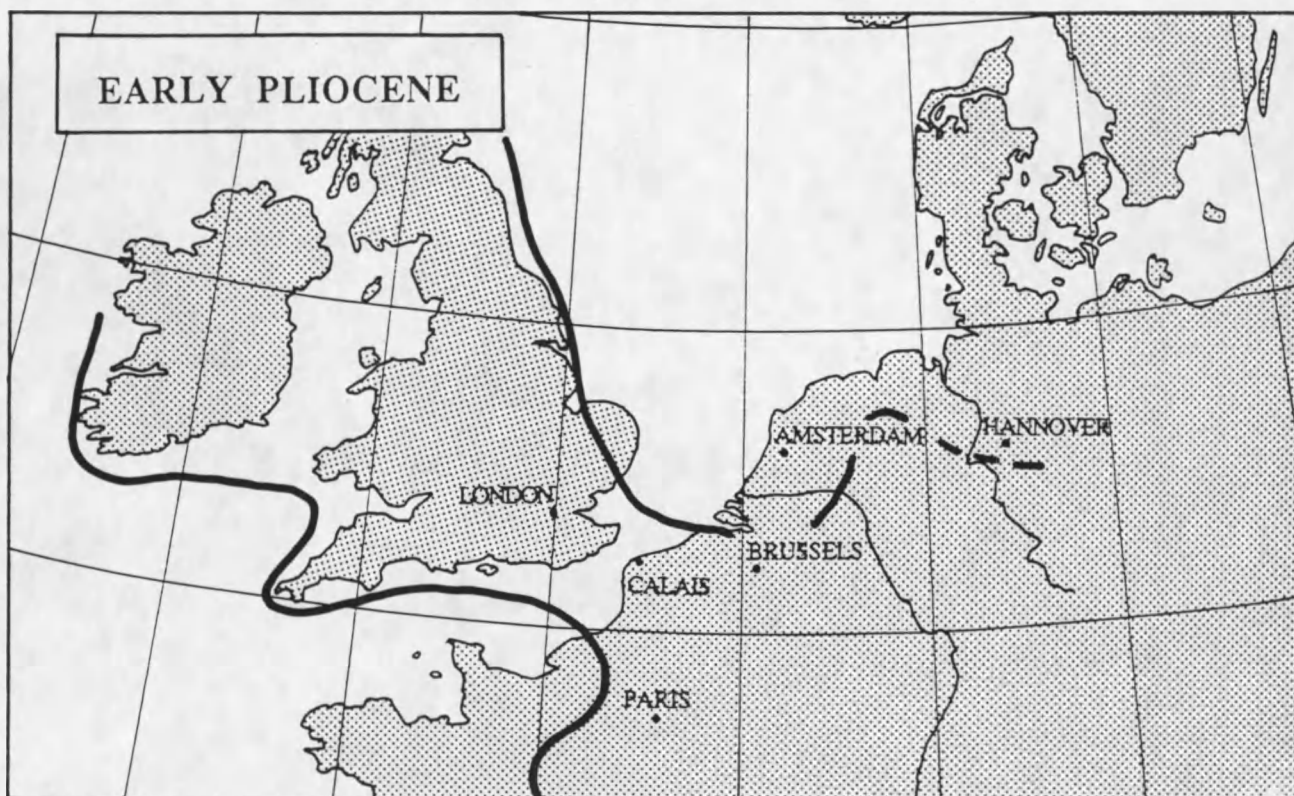 EARLY PLIOCENE
AMSTERDAM
HANNOVER
LONDON
BRUSSELS
CALAIS
PARIS